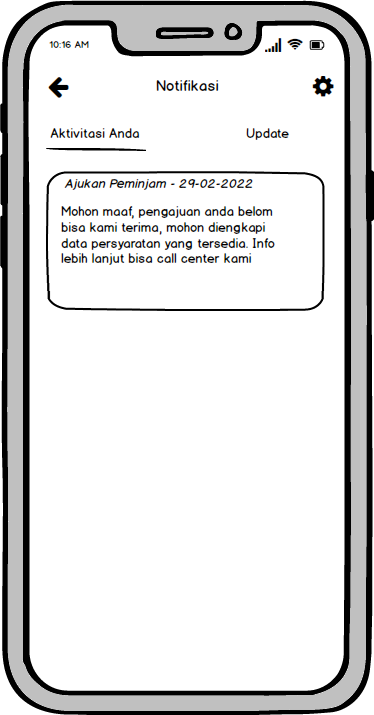 10:16 AM
Notifikasi
Aktivitasi Anda
Update
Ajukan Peminjam - 29-02-2022
Mohon maaf, pengajuan anda belom
bisa kami terima, mohon diengkapi
data persyaratan yang tersedia. Info
lebih lanjut bisa call center kami